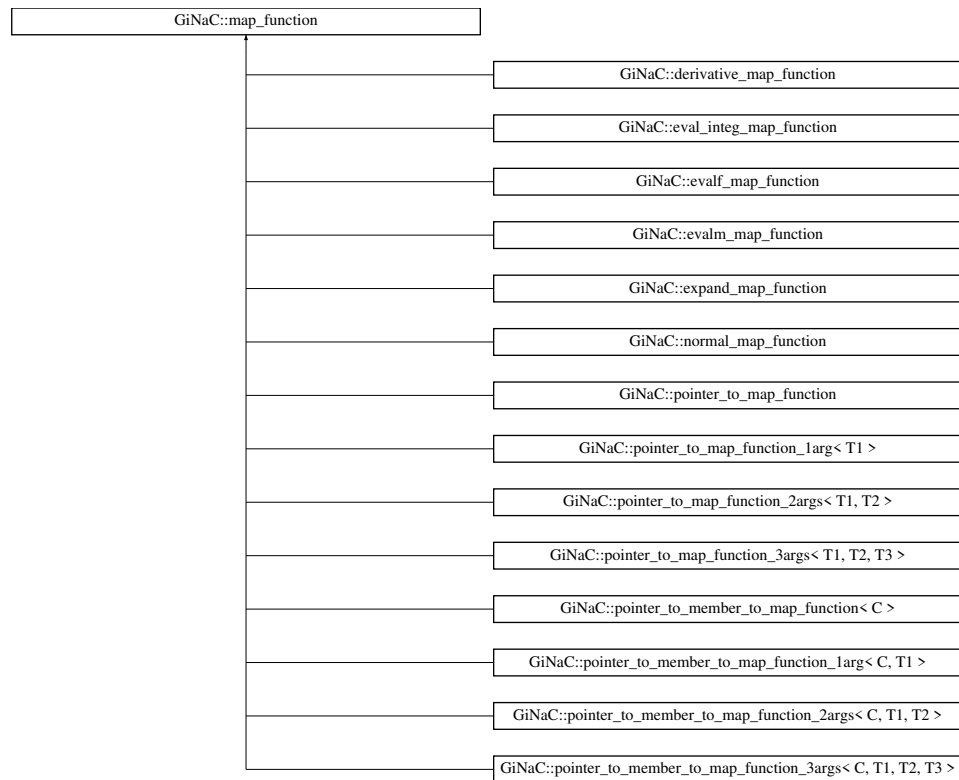 GiNaC::map_function
GiNaC::derivative_map_function
GiNaC::eval_integ_map_function
GiNaC::evalf_map_function
GiNaC::evalm_map_function
GiNaC::expand_map_function
GiNaC::normal_map_function
GiNaC::pointer_to_map_function
GiNaC::pointer_to_map_function_1arg< T1 >
GiNaC::pointer_to_map_function_2args< T1, T2 >
GiNaC::pointer_to_map_function_3args< T1, T2, T3 >
GiNaC::pointer_to_member_to_map_function< C >
GiNaC::pointer_to_member_to_map_function_1arg< C, T1 >
GiNaC::pointer_to_member_to_map_function_2args< C, T1, T2 >
GiNaC::pointer_to_member_to_map_function_3args< C, T1, T2, T3 >